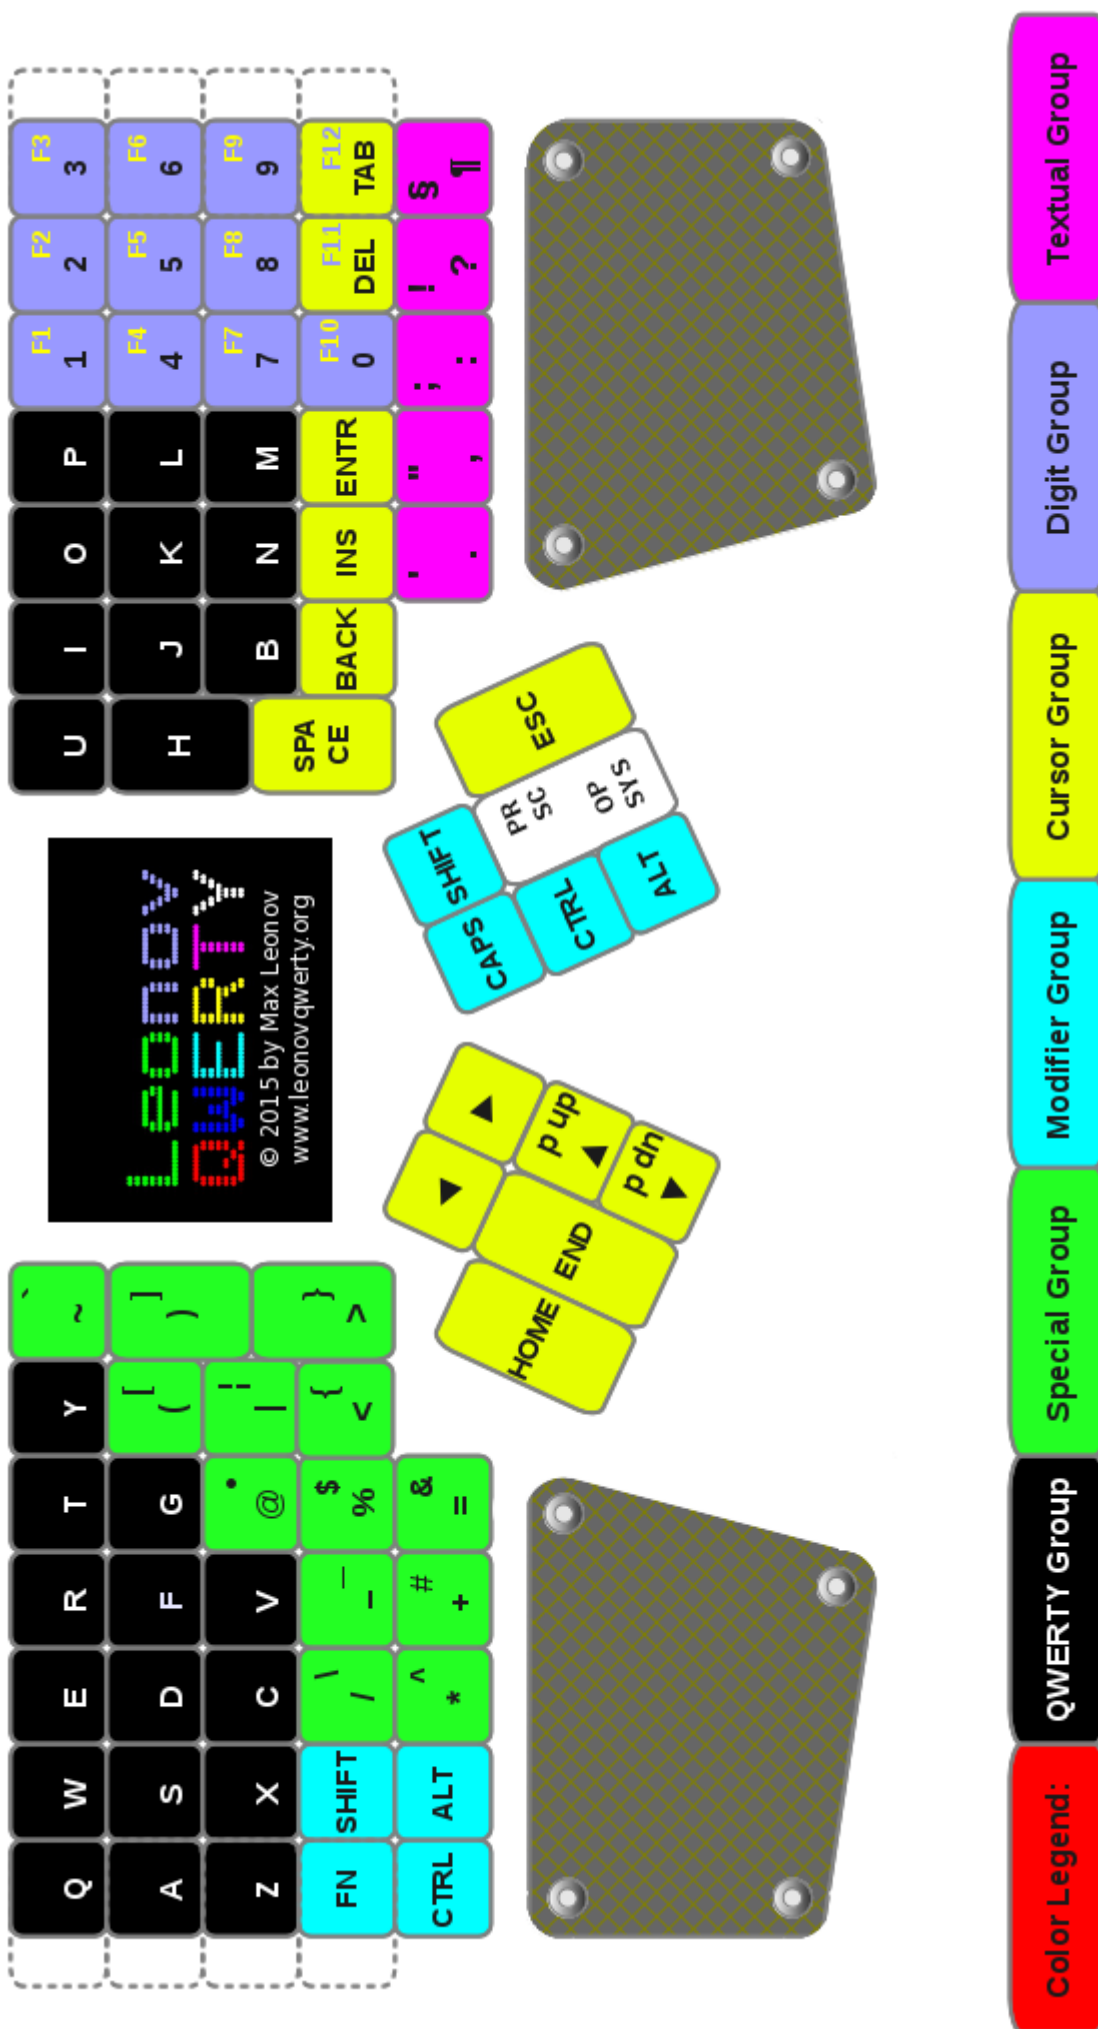 ` F1 F2 F3
Q W E R T Y ~ U I O P 1 2 3
[ ] F4 F5 F6
A S D F G ( ) H J K L 4 5 6
• ¦ F7 F8 F9
Z X C V @ | B N M 7 8 9
\ — $ { } SPA F10 F11 F12
FN SHIFT / – % < > CE BACK INS ENTR 0 DEL TAB
^ # & ' " ; ! §
CTRL ALT * + = . , : ? ¶
Leonov
QWERTY
© 2015 by Max Leonov
www.leonovqwerty.org
◄ ▲
HOME END p up ►
p dn ▼
CAPS SHIFT
CTRL PR SC ESC
ALT OP SYS
Color Legend: QWERTY Group Special Group Modifier Group Cursor Group Digit Group Textual Group